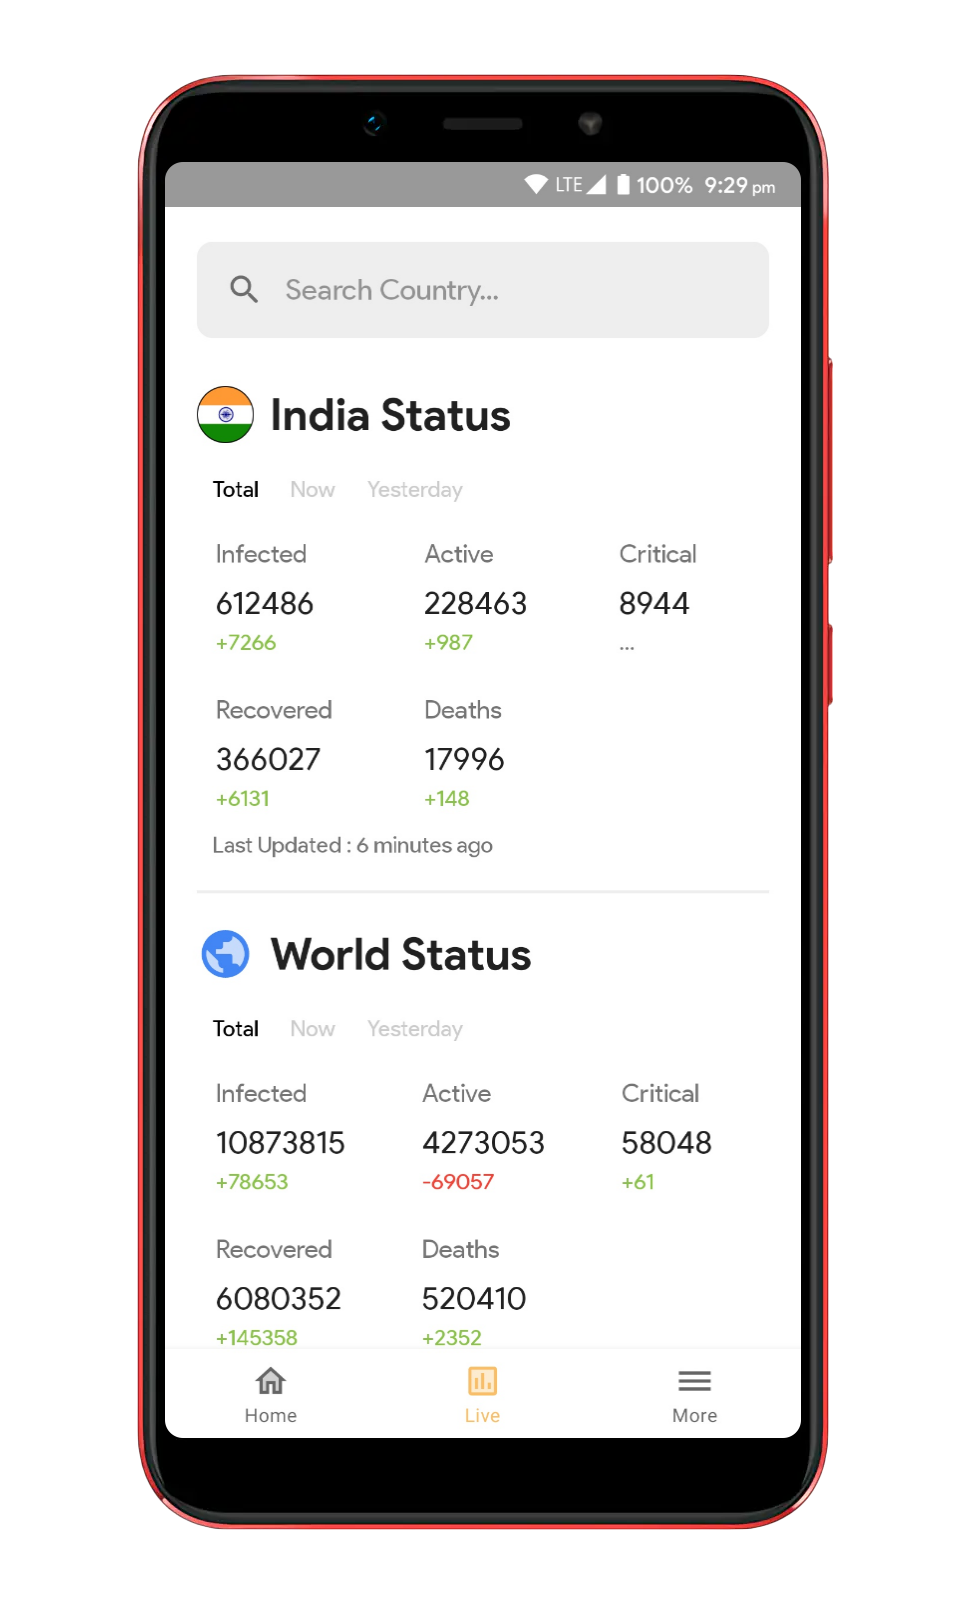 LTE 100% 9:29 pm
Search Country...
India Status
Total Now Yesterday
Infected Active Critical
612486 228463 8944
+7266 +987 ...
Recovered Deaths
366027 17996
+6131 +148
Last Updated : 6 minutes ago
World Status
Total Now Yesterday
Infected Active Critical
10873815 4273053 58048
+78653 -69057 +61
Recovered Deaths
6080352 520410
+145358 +2352
Home Live More